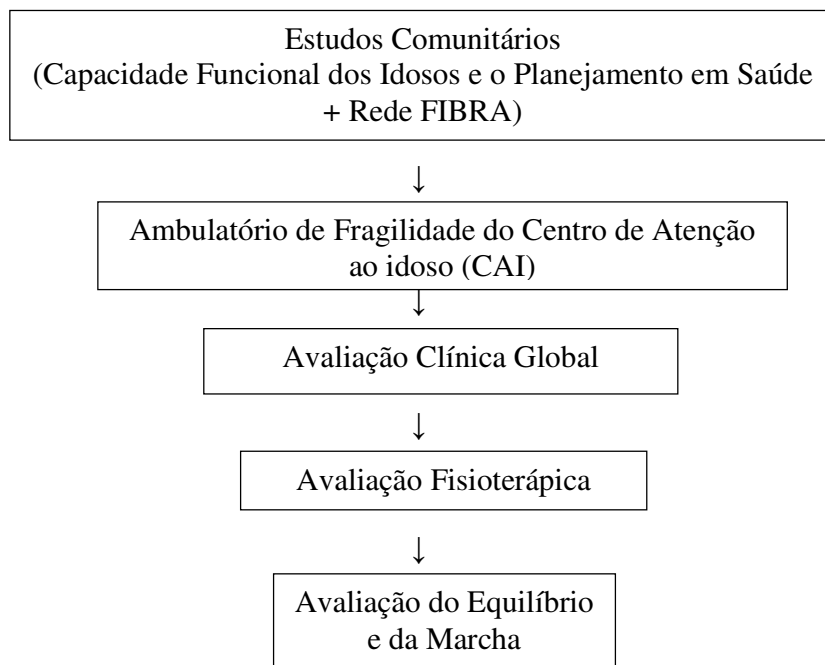 Estudos Comunitários
(Capacidade Funcional dos Idosos e o Planejamento em Saúde
+ Rede FIBRA)
↓
Ambulatório de Fragilidade do Centro de Atenção
ao idoso (CAI)
↓
Avaliação Clínica Global
↓
Avaliação Fisioterápica
↓
Avaliação do Equilíbrio
e da Marcha